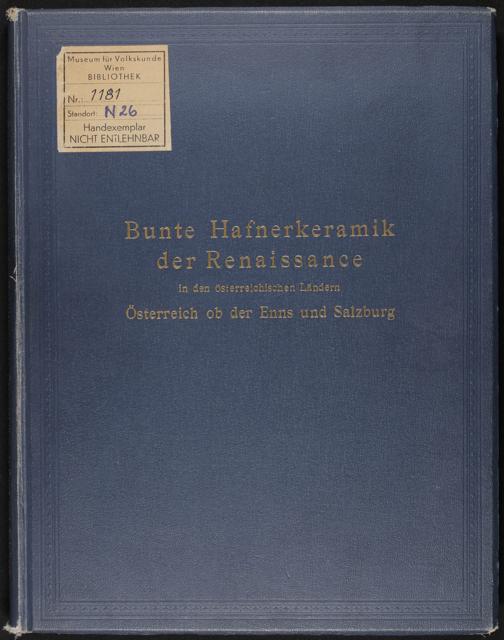 Museum für Volkskunde
Wien
BIBLIOTHEK
Nr.: 1181
Standort: N 26
Handexemplar
NICHT ENTLEHNBAR
Bunte Hafnerkeramik
der Renaissance
in den österreichischen Ländern
Österreich ob der Enns und Salzburg